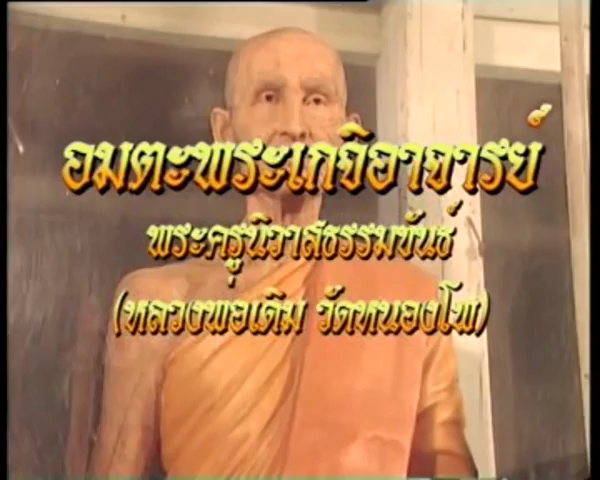 อมตะพระเกจิอาจารย์
พระครูนิวาสธรรมขันธ์
(หลวงพ่อเดิม วัดหนองโพ)